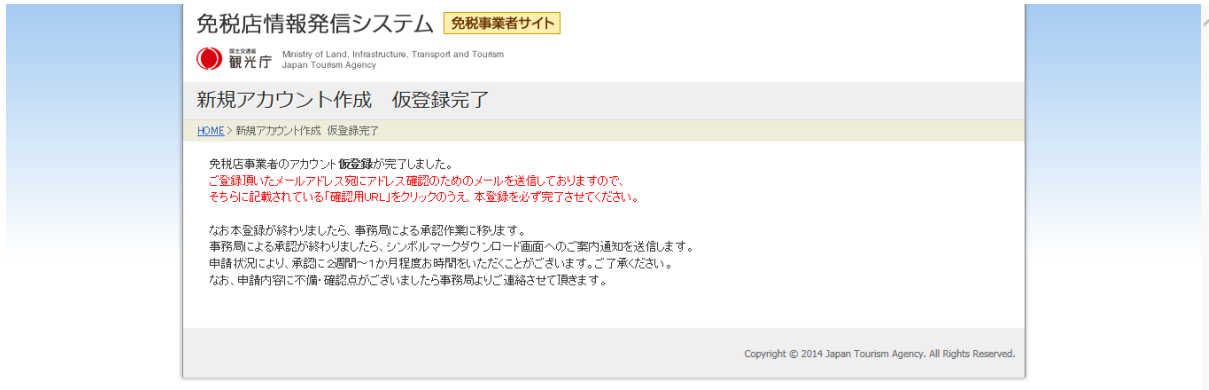 免税店情報発信システム 免税事業者サイト
国土交通省
観光庁
Ministry of Land, Infrastructure, Transport and Tourism
Japan Tourism Agency
新規アカウント作成　仮登録完了
HOME > 新規アカウント作成 仮登録完了
免税店事業者のアカウント仮登録が完了しました。
ご登録頂いたメールアドレス宛にアドレス確認のためのメールを送信しておりますので、
そちらに記載されている「確認用URL」をクリックのうえ、本登録を必ず完了させてください。
なお本登録が終わりましたら、事務局による承認作業に移ります。
事務局による承認が終わりましたら、シンボルマークダウンロード画面へのご案内通知を送信します。
申請状況により、承認に2週間～1か月程度お時間をいただくことがございます。ご了承ください。
なお、申請内容に不備・確認点がございましたら事務局よりご連絡させて頂きます。
Copyright © 2014 Japan Tourism Agency. All Rights Reserved.